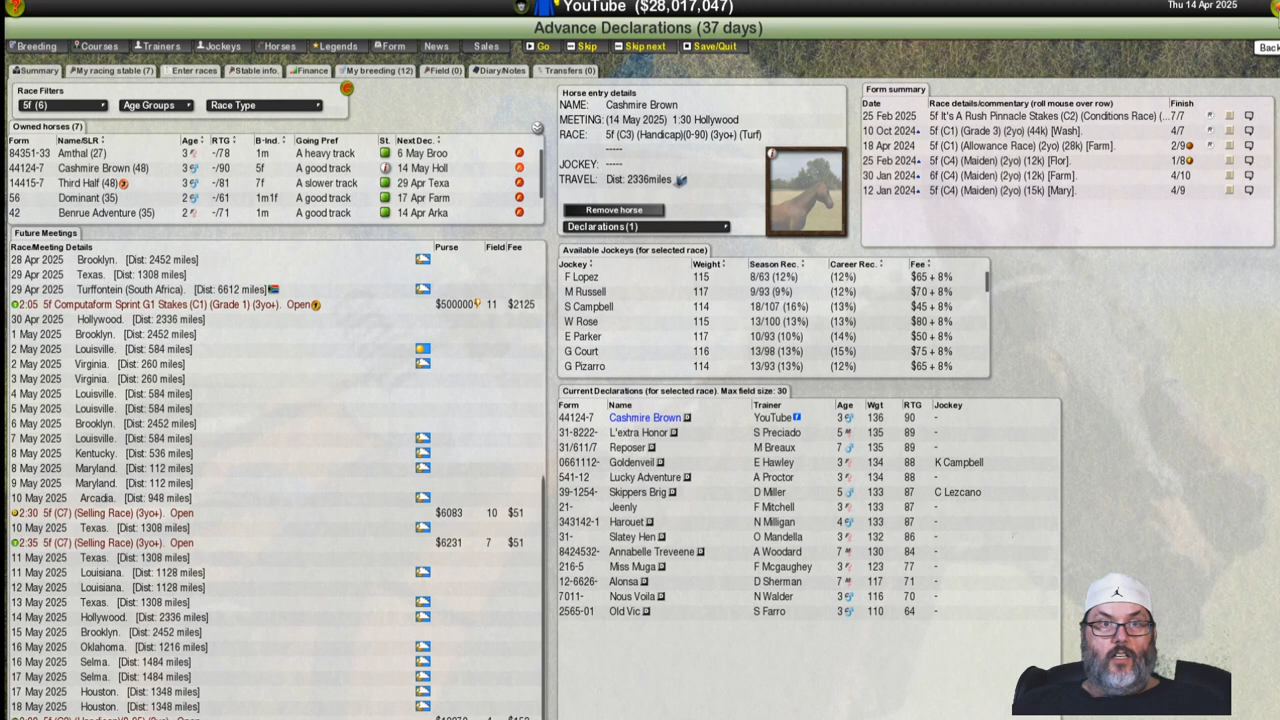 YouTube ($28,017,047)
Thu 14 Apr 2025
Advance Declarations (37 days)
Breeding Courses Trainers Jockeys Horses Legends Form News Sales Go Skip Skip next Save/Quit Back
Summary My racing stable (7) Enter races Stable info. Finance My breeding (12) Field (0) Diary/Notes Transfers (0)
Race Filters
5f (6) Age Groups Race Type
Owned horses (7)
Form Name/SLR Age RTG B-Ind. Going Pref St. Next Dec.
84351-33 Amthal (27) 3 -/78 1m A heavy track 6 May Broo
44124-7 Cashmire Brown (48) 3 -/90 5f A good track 14 May Holl
14415-7 Third Half (48) 3 -/81 7f A slower track 29 Apr Texa
56 Dominant (35) 2 -/61 1m1f A good track 17 Apr Farm
42 Benrue Adventure (35) 2 -/71 1m A good track 14 Apr Arka
Future Meetings
Race/Meeting Details Purse Field Fee
28 Apr 2025 Brooklyn. [Dist: 2452 miles]
29 Apr 2025 Texas. [Dist: 1308 miles]
29 Apr 2025 Turffontein (South Africa). [Dist: 6612 miles]
2:05 5f Computaform Sprint G1 Stakes (C1) (Grade 1) (3yo+). Open $500000 11 $2125
30 Apr 2025 Hollywood. [Dist: 2336 miles]
1 May 2025 Brooklyn. [Dist: 2452 miles]
2 May 2025 Louisville. [Dist: 584 miles]
2 May 2025 Virginia. [Dist: 260 miles]
3 May 2025 Virginia. [Dist: 260 miles]
4 May 2025 Louisville. [Dist: 584 miles]
5 May 2025 Louisville. [Dist: 584 miles]
6 May 2025 Brooklyn. [Dist: 2452 miles]
7 May 2025 Louisville. [Dist: 584 miles]
8 May 2025 Kentucky. [Dist: 536 miles]
8 May 2025 Maryland. [Dist: 112 miles]
9 May 2025 Maryland. [Dist: 112 miles]
10 May 2025 Arcadia. [Dist: 948 miles]
2:30 5f (C7) (Selling Race) (3yo+). Open $6083 10 $51
10 May 2025 Texas. [Dist: 1308 miles]
2:35 5f (C7) (Selling Race) (3yo+). Open $6231 7 $51
11 May 2025 Texas. [Dist: 1308 miles]
11 May 2025 Louisiana. [Dist: 1128 miles]
12 May 2025 Louisiana. [Dist: 1128 miles]
13 May 2025 Texas. [Dist: 1308 miles]
14 May 2025 Hollywood. [Dist: 2336 miles]
15 May 2025 Brooklyn. [Dist: 2452 miles]
16 May 2025 Oklahoma. [Dist: 1216 miles]
16 May 2025 Selma. [Dist: 1484 miles]
17 May 2025 Selma. [Dist: 1484 miles]
17 May 2025 Houston. [Dist: 1348 miles]
18 May 2025 Houston. [Dist: 1348 miles]
Horse entry details
NAME: Cashmire Brown
MEETING: (14 May 2025) 1:30 Hollywood
RACE: 5f (C3) (Handicap)(0-90) (3yo+) (Turf)
-----
JOCKEY: -----
TRAVEL: Dist: 2336miles
Remove horse
Declarations (1)
Form summary
Date Race details/commentary (roll mouse over row) Finish
25 Feb 2025 5f It's A Rush Pinnacle Stakes (C2) (Conditions Race) (... 7/7
10 Oct 2024 5f (C1) (Grade 3) (2yo) (44k) [Wash]. 4/7
18 Apr 2024 5f (C1) (Allowance Race) (2yo) (28k) [Farm]. 2/9
25 Feb 2024 5f (C4) (Maiden) (2yo) (12k) [Flor]. 1/8
30 Jan 2024 6f (C4) (Maiden) (2yo) (12k) [Farm]. 4/10
12 Jan 2024 5f (C4) (Maiden) (2yo) (15k) [Mary]. 4/9
Available Jockeys (for selected race)
Jockey Weight Season Rec. Career Rec. Fee
F Lopez 115 8/63 (12%) (12%) $65 + 8%
M Russell 117 9/93 (9%) (12%) $70 + 8%
S Campbell 114 18/107 (16%) (13%) $45 + 8%
W Rose 115 13/100 (13%) (13%) $80 + 8%
E Parker 117 10/93 (10%) (14%) $50 + 8%
G Court 116 13/98 (13%) (15%) $75 + 8%
G Pizarro 114 13/93 (13%) (12%) $65 + 8%
Current Declarations (for selected race). Max field size: 30
Form Name Trainer Age Wgt RTG Jockey
44124-7 Cashmire Brown YouTube 3 136 90 -
31-8222- L'extra Honor S Preciado 5 135 89 -
31/611/7 Reposer M Breaux 7 135 89 -
0661112- Goldenveil E Hawley 3 134 88 K Campbell
541-12 Lucky Adventure A Proctor 3 134 88 -
39-1254- Skippers Brig D Miller 5 133 87 C Lezcano
21- Jeenly F Mitchell 3 133 87 -
343142-1 Harouet N Milligan 4 133 87 -
31- Slatey Hen O Mandella 3 132 86 -
8424532- Annabelle Treveene A Woodard 7 130 84 -
216-5 Miss Muga F Mcgaughey 3 123 77 -
12-6626- Alonsa D Sherman 7 117 71 -
7011- Nous Voila N Walder 3 116 70 -
2565-01 Old Vic S Farro 3 110 64 -